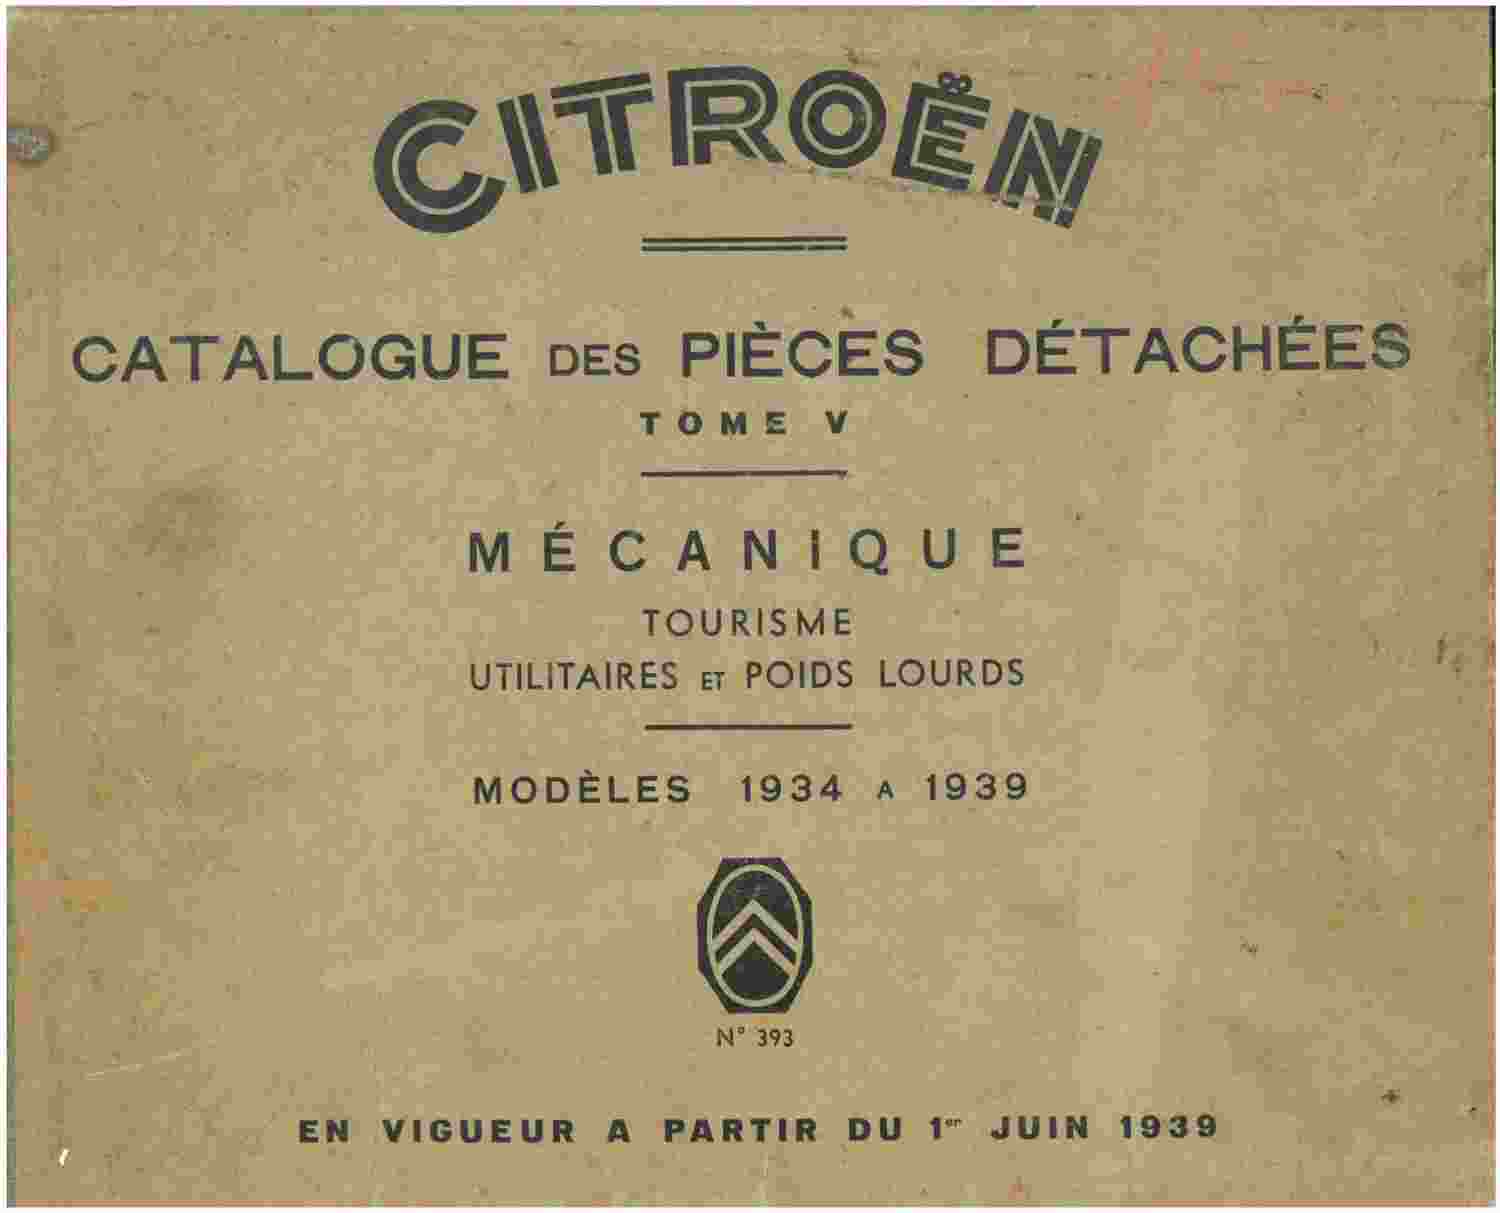 CITROËN
CATALOGUE DES PIÈCES DÉTACHÉES
TOME V
MÉCANIQUE
TOURISME
UTILITAIRES ET POIDS LOURDS
MODÈLES 1934 A 1939
N° 393
EN VIGUEUR A PARTIR DU 1er JUIN 1939